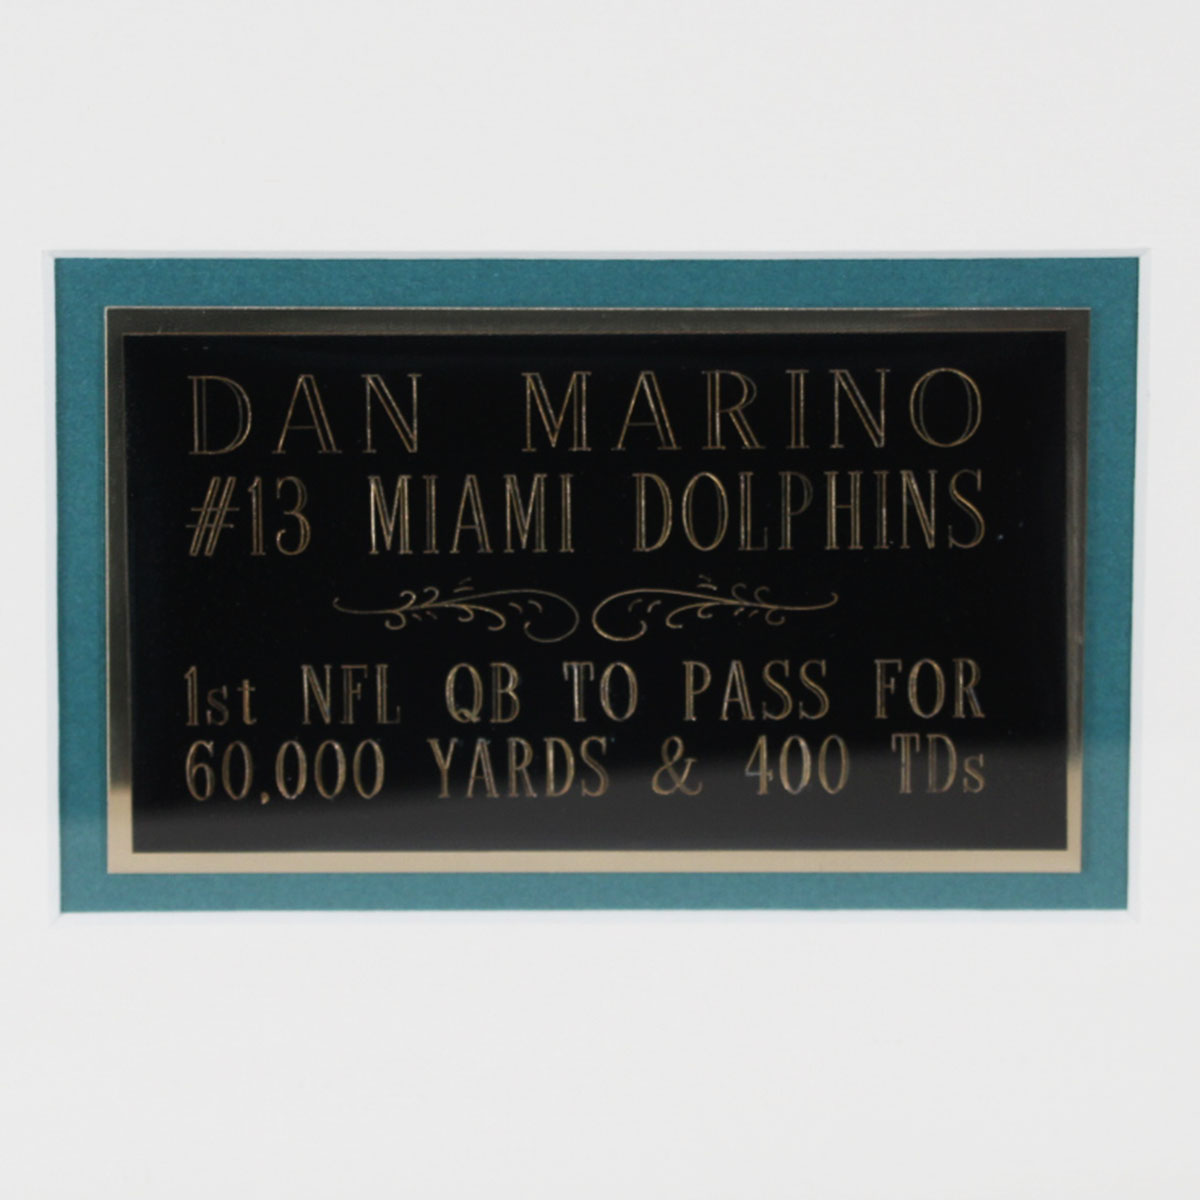 DAN MARINO
#13 MIAMI DOLPHINS
1st NFL QB TO PASS FOR
60,000 YARDS & 400 TDs